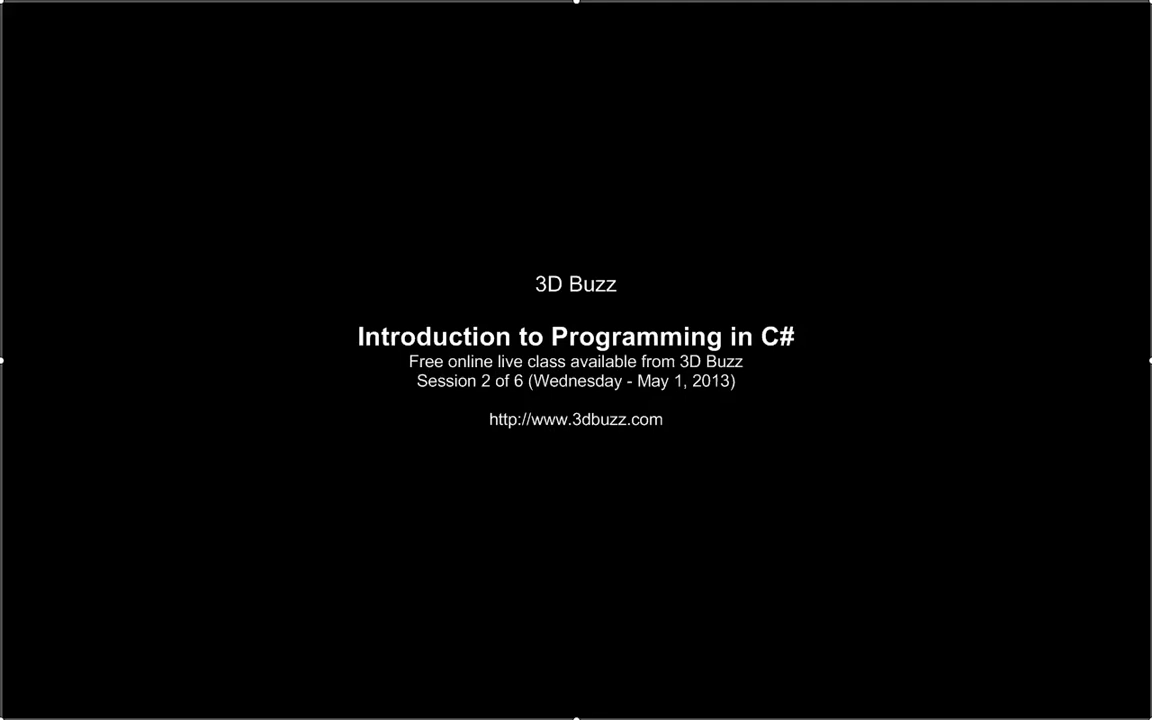 3D Buzz
Introduction to Programming in C#
Free online live class available from 3D Buzz
Session 2 of 6 (Wednesday - May 1, 2013)
http://www.3dbuzz.com